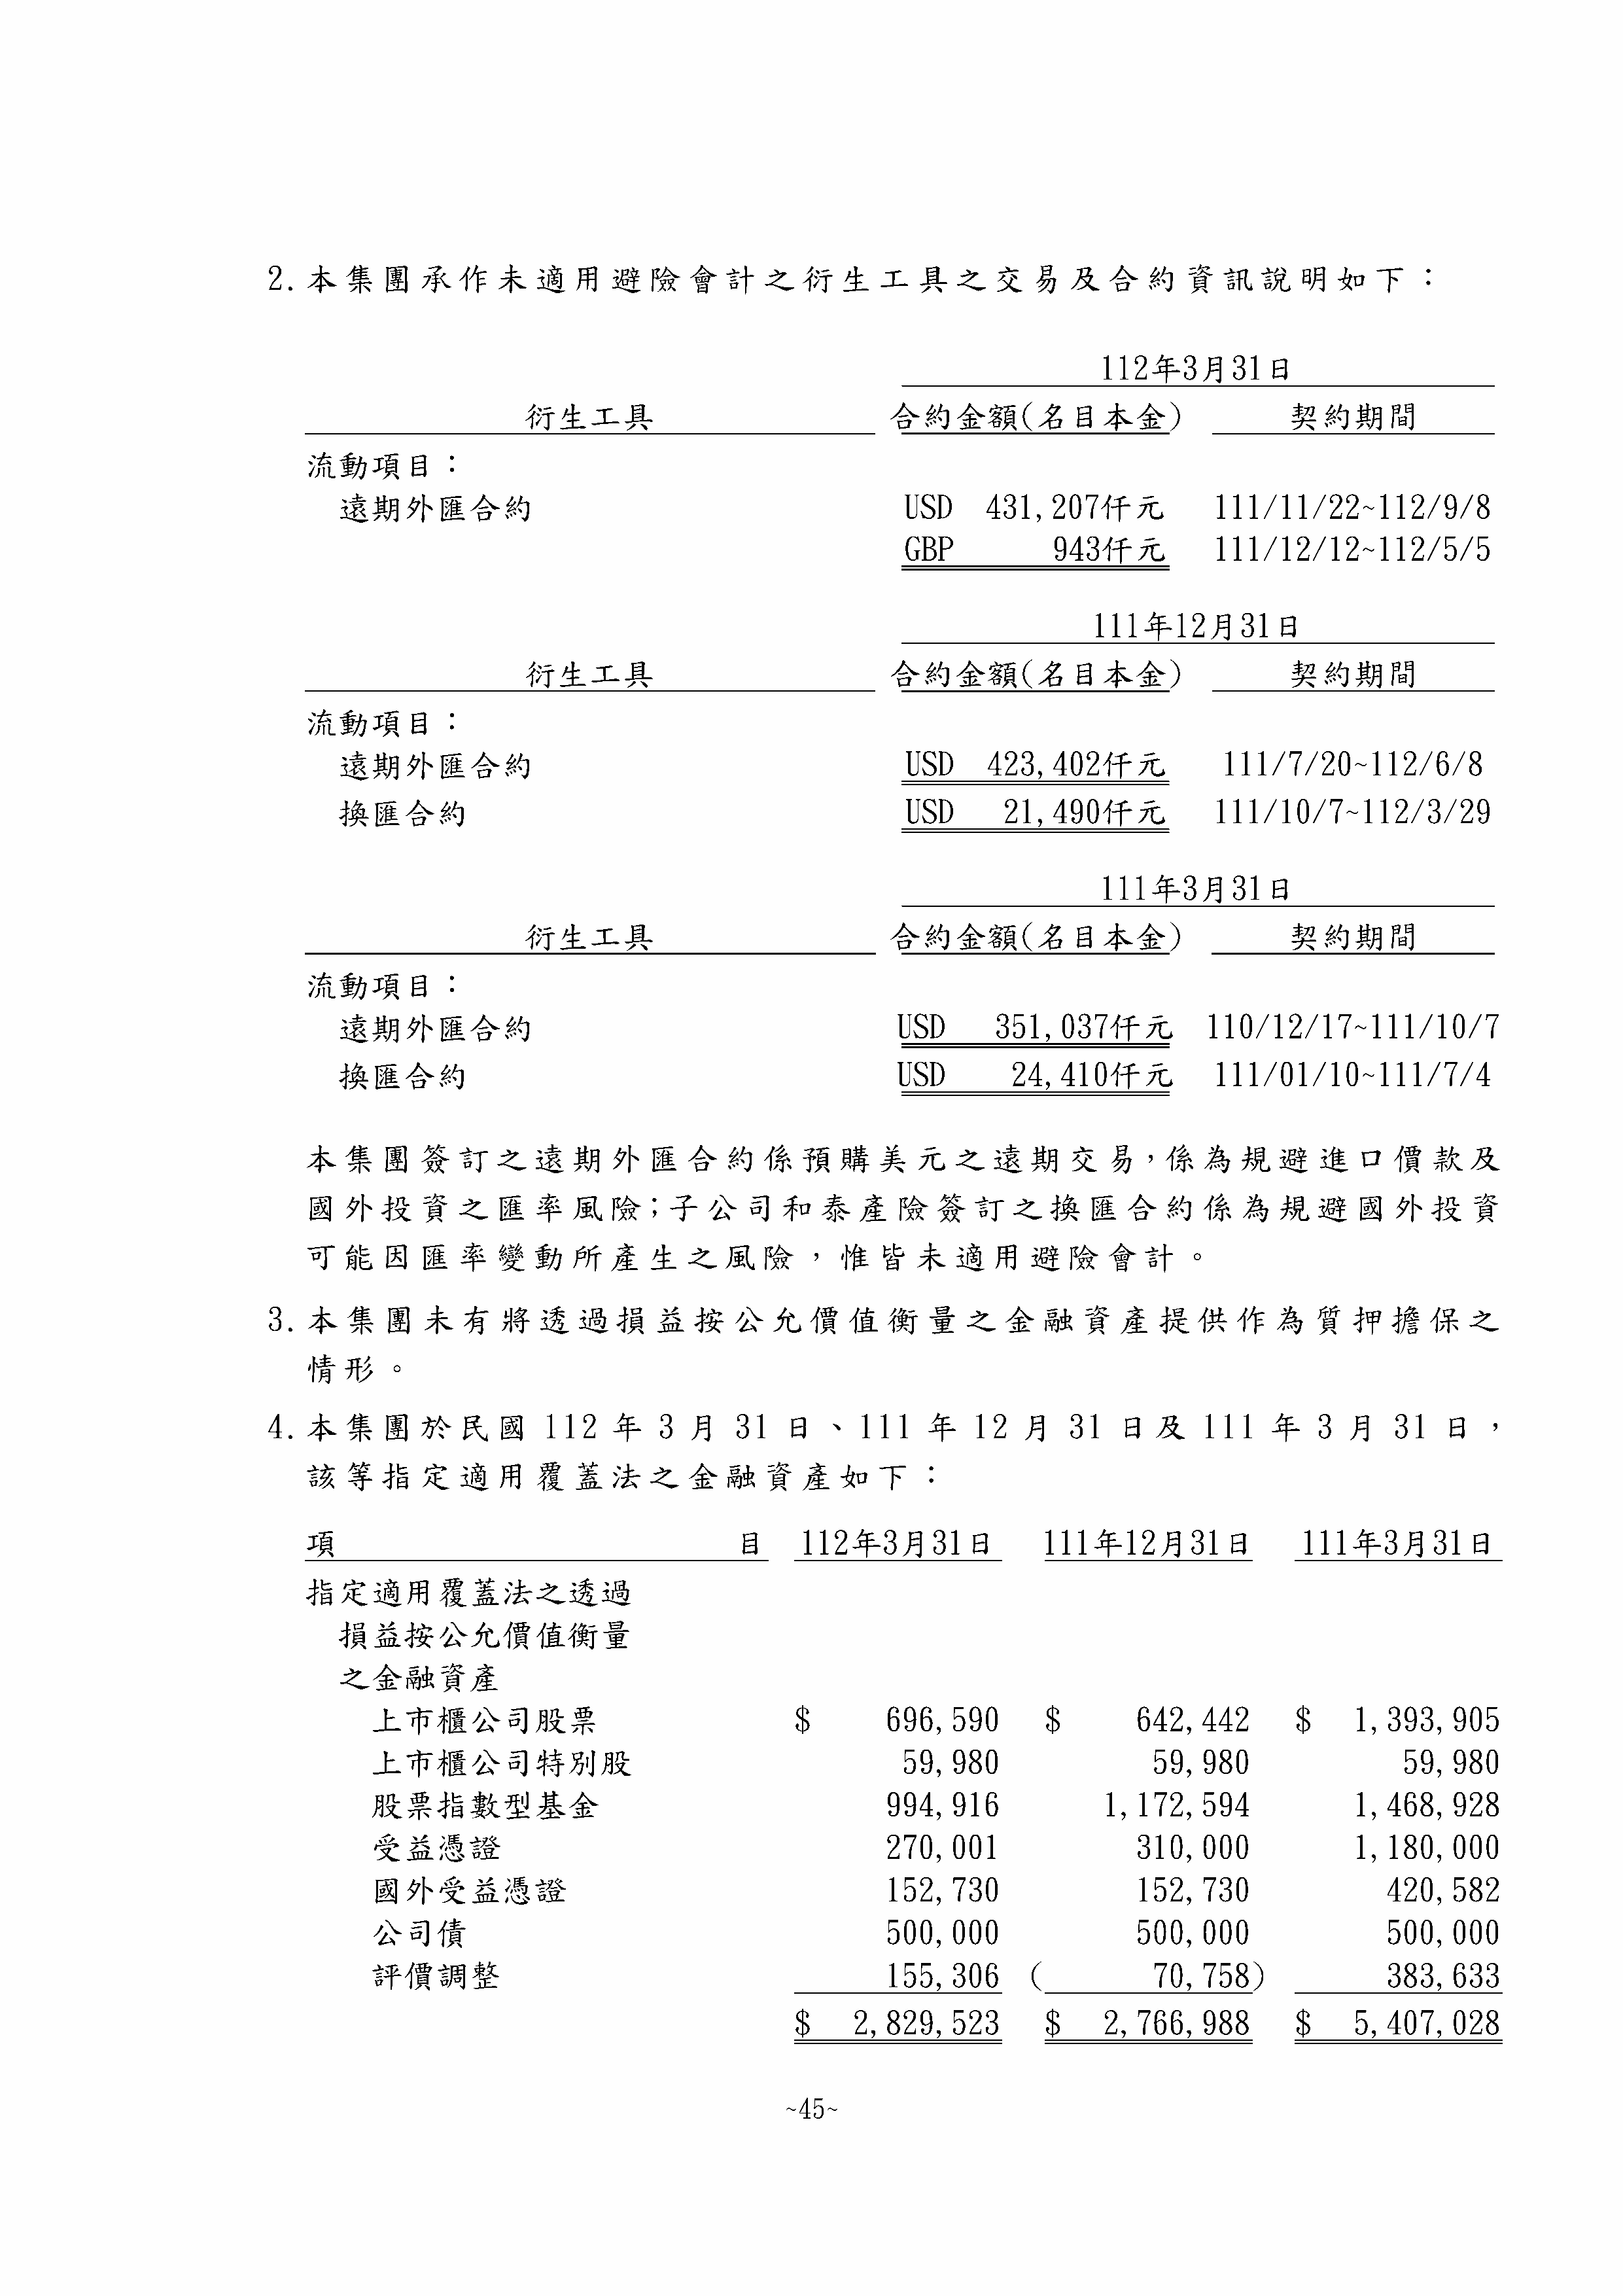 2.本集團承作未適用避險會計之衍生工具之交易及合約資訊說明如下：
112年3月31日
衍生工具 合約金額(名目本金) 契約期間
流動項目：
遠期外匯合約 USD 431,207仟元 111/11/22~112/9/8
GBP 943仟元 111/12/12~112/5/5
111年12月31日
衍生工具 合約金額(名目本金) 契約期間
流動項目：
遠期外匯合約 USD 423,402仟元 111/7/20~112/6/8
換匯合約 USD 21,490仟元 111/10/7~112/3/29
111年3月31日
衍生工具 合約金額(名目本金) 契約期間
流動項目：
遠期外匯合約 USD 351,037仟元 110/12/17~111/10/7
換匯合約 USD 24,410仟元 111/01/10~111/7/4
本集團簽訂之遠期外匯合約係預購美元之遠期交易，係為規避進口價款及
國外投資之匯率風險；子公司和泰產險簽訂之換匯合約係為規避國外投資
可能因匯率變動所產生之風險，惟皆未適用避險會計。
3.本集團未有將透過損益按公允價值衡量之金融資產提供作為質押擔保之
情形。
4.本集團於民國 112 年 3 月 31 日、111 年 12 月 31 日及 111 年 3 月 31 日，
該等指定適用覆蓋法之金融資產如下：
項 目 112年3月31日 111年12月31日 111年3月31日
指定適用覆蓋法之透過
損益按公允價值衡量
之金融資產
上市櫃公司股票 $ 696,590 $ 642,442 $ 1,393,905
上市櫃公司特別股 59,980 59,980 59,980
股票指數型基金 994,916 1,172,594 1,468,928
受益憑證 270,001 310,000 1,180,000
國外受益憑證 152,730 152,730 420,582
公司債 500,000 500,000 500,000
評價調整 155,306 ( 70,758) 383,633
$ 2,829,523 $ 2,766,988 $ 5,407,028
~45~